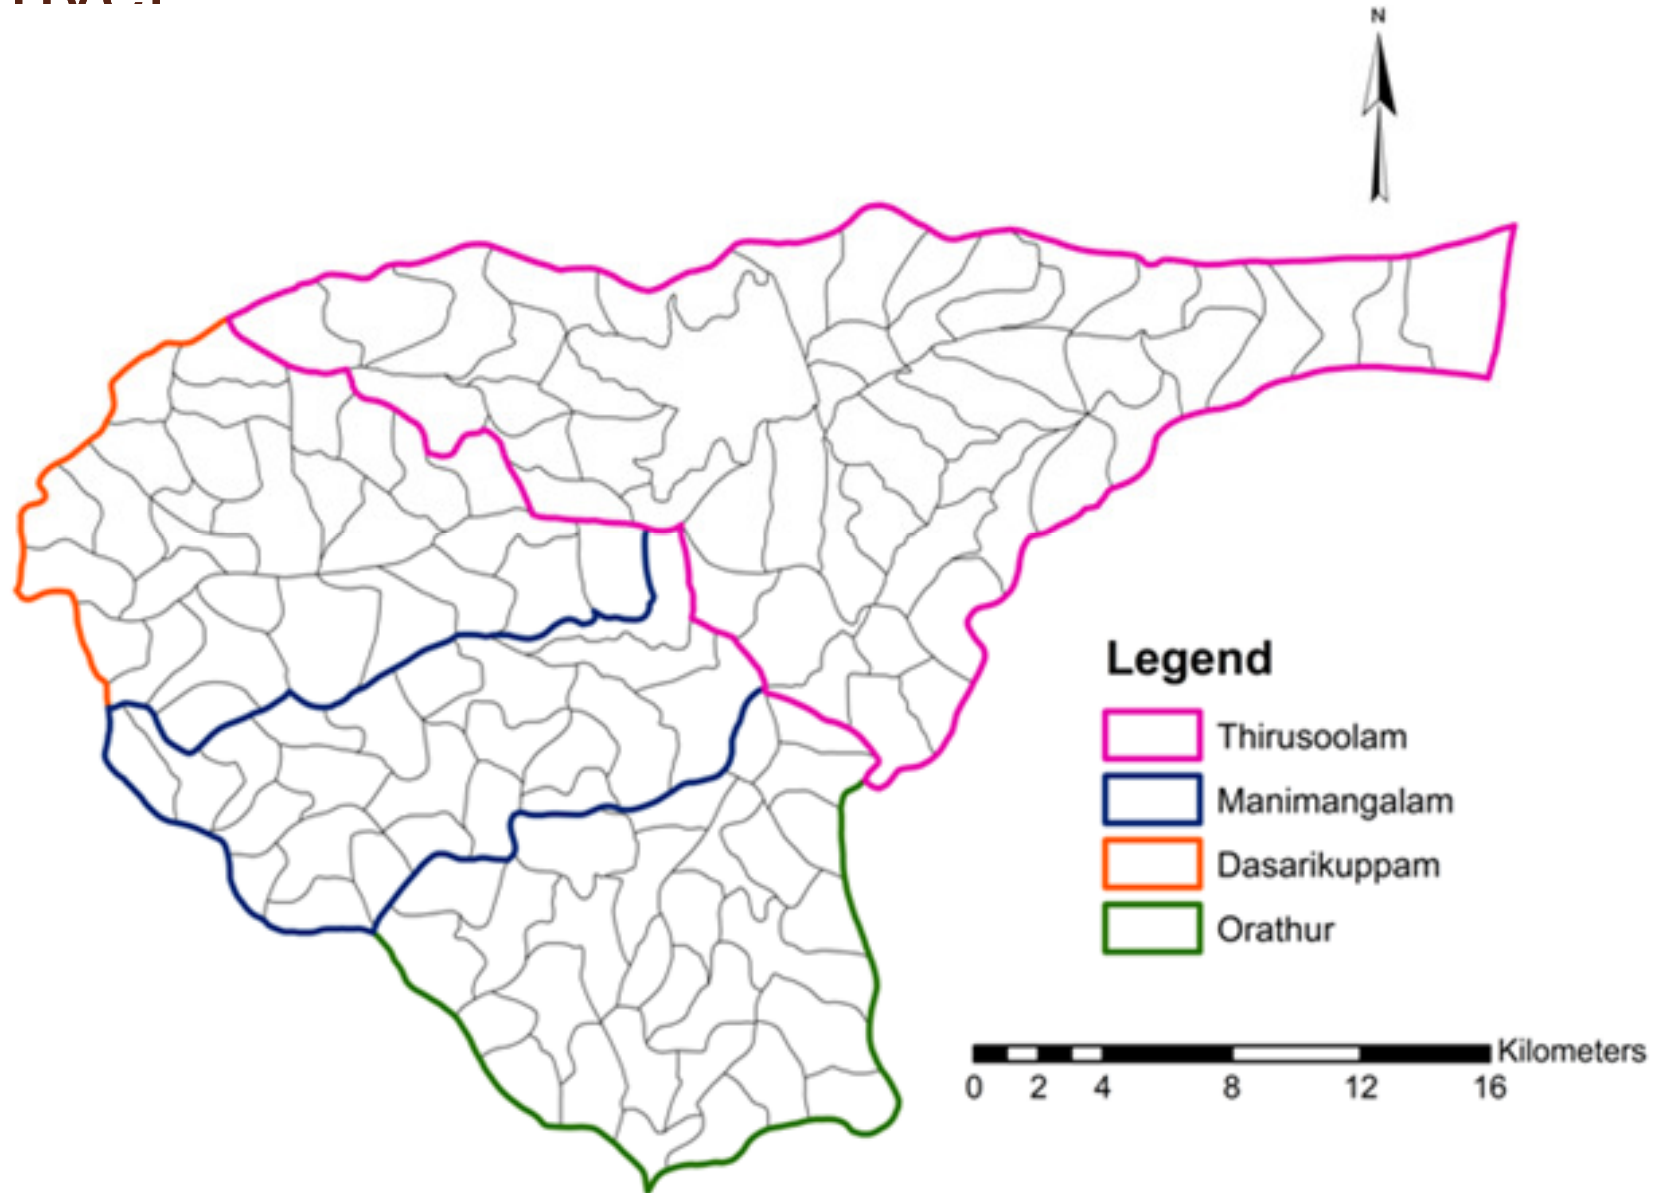 N
Legend
Thirusoolam
Manimangalam
Dasarikuppam
Orathur
Kilometers
0 2 4 8 12 16